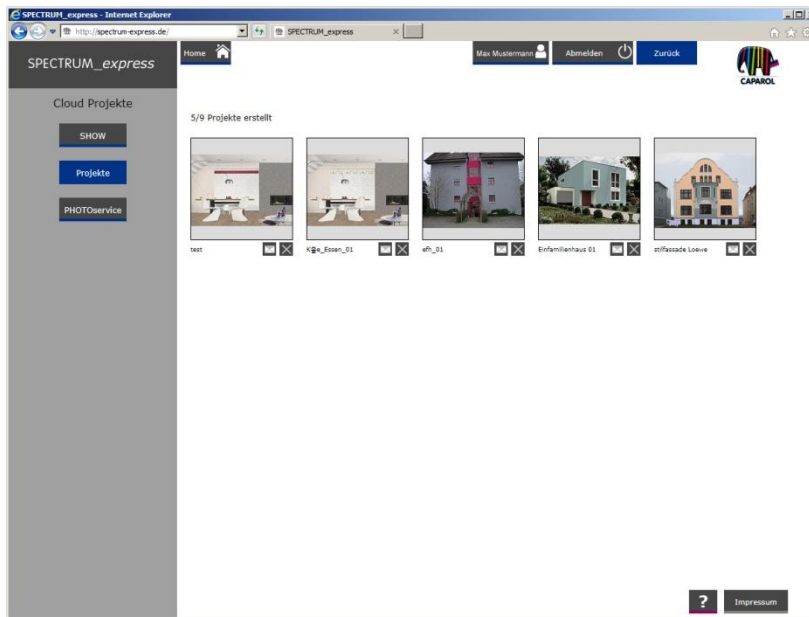 SPECTRUM_express - Internet Explorer
http://spectrum-express.de/
SPECTRUM_express
SPECTRUM_express
Home
Max Mustermann
Abmelden
Zurück
CAPAROL
Cloud Projekte
SHOW
Projekte
PHOTOservice
5/9 Projekte erstellt
test
efh_01
Einfamilienhaus 01
stilfassade Loewe
?
Impressum